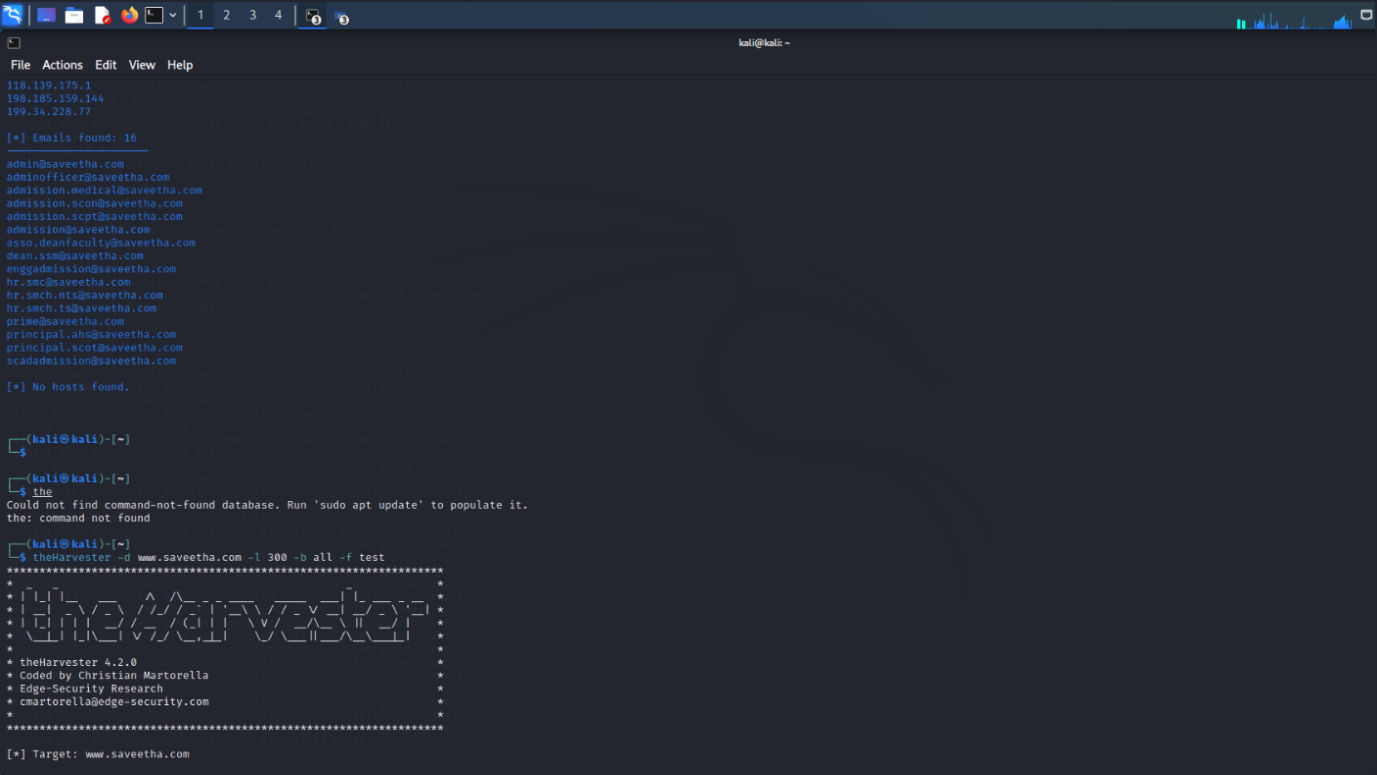 1 2 3 4 3 3
kali@kali: ~
File Actions Edit View Help
118.139.175.1
198.185.159.144
199.34.228.77
[*] Emails found: 16
----------------------
admin@saveetha.com
adminofficer@saveetha.com
admission.medical@saveetha.com
admission.scon@saveetha.com
admission.scpt@saveetha.com
admission@saveetha.com
asso.deanfaculty@saveetha.com
dean.ssm@saveetha.com
enggadmission@saveetha.com
hr.smc@saveetha.com
hr.smch.nts@saveetha.com
hr.smch.ts@saveetha.com
prime@saveetha.com
principal.ahs@saveetha.com
principal.scot@saveetha.com
scadadmission@saveetha.com
[*] No hosts found.
┌──(kali㉿kali)-[~]
└─$
┌──(kali㉿kali)-[~]
└─$ the
Could not find command-not-found database. Run 'sudo apt update' to populate it.
the: command not found
┌──(kali㉿kali)-[~]
└─$ theHarvester -d www.saveetha.com -l 300 -b all -f test
*******************************************************************
theHarvester
* theHarvester 4.2.0 *
* Coded by Christian Martorella *
* Edge-Security Research *
* cmartorella@edge-security.com *
* *
*******************************************************************
[*] Target: www.saveetha.com